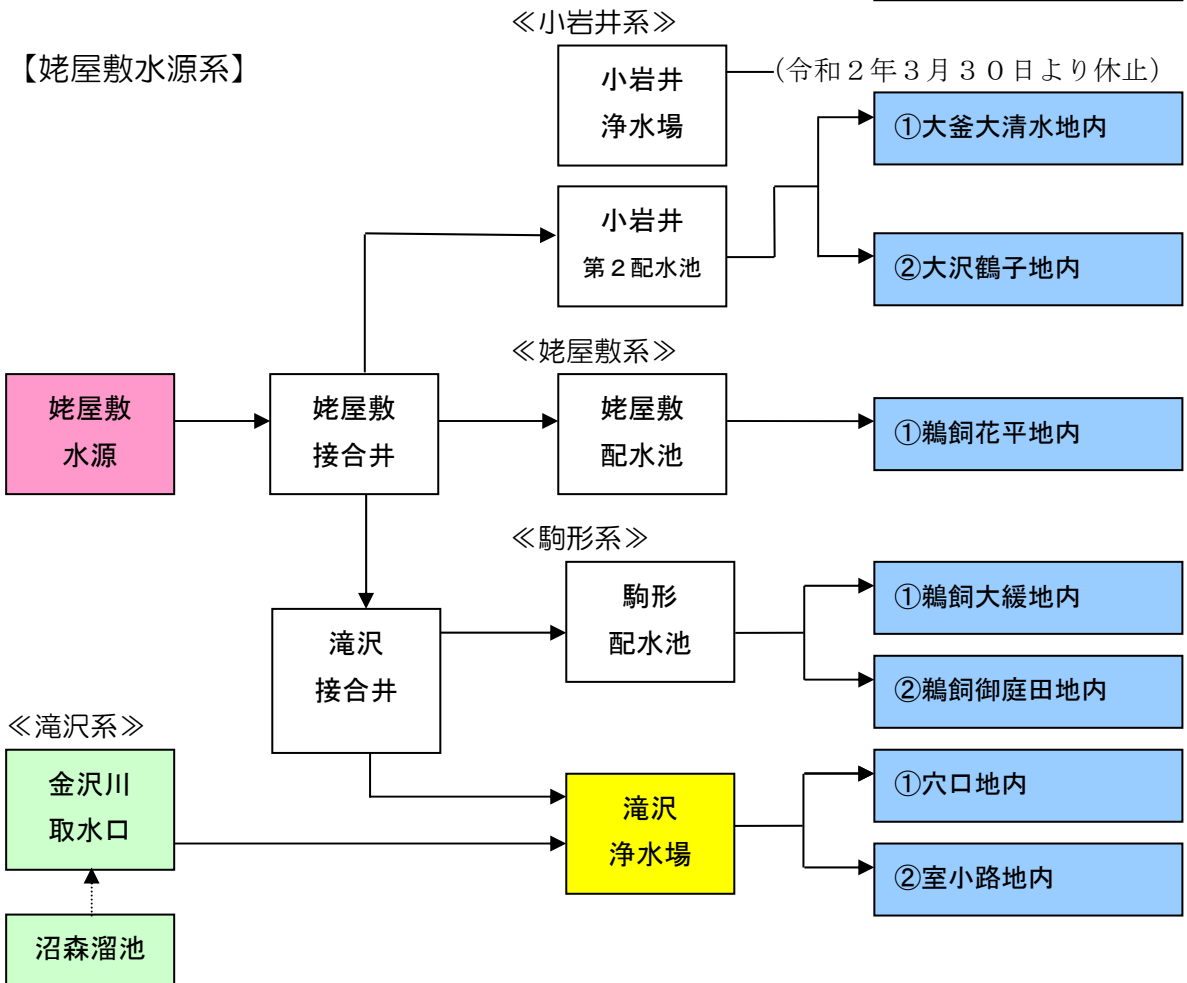 ≪小岩井系≫
【姥屋敷水源系】
小岩井
浄水場
(令和２年３月３０日より休止)
①大釜大清水地内
小岩井
第２配水池
②大沢鶴子地内
≪姥屋敷系≫
姥屋敷
水源
姥屋敷
接合井
姥屋敷
配水池
①鵜飼花平地内
≪駒形系≫
駒形
配水池
①鵜飼大緩地内
滝沢
接合井
②鵜飼御庭田地内
≪滝沢系≫
金沢川
取水口
滝沢
浄水場
①穴口地内
②室小路地内
沼森溜池